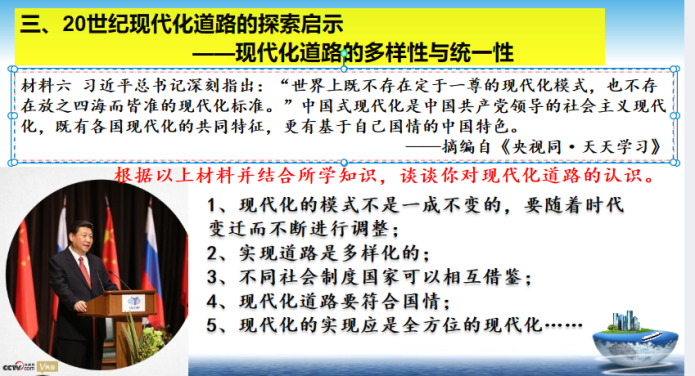 三、20世纪现代化道路的探索启示
——现代化道路的多样性与统一性
材料六 习近平总书记深刻指出：“世界上既不存在定于一尊的现代化模式，也不存
在放之四海而皆准的现代化标准。”中国式现代化是中国共产党领导的社会主义现代
化，既有各国现代化的共同特征，更有基于自己国情的中国特色。
——摘编自《央视网·天天学习》
根据以上材料并结合所学知识，谈谈你对现代化道路的认识。
1、现代化的模式不是一成不变的，要随着时代
变迁而不断进行调整；
2、实现道路是多样化的；
3、不同社会制度国家可以相互借鉴；
4、现代化道路要符合国情；
5、现代化的实现应是全方位的现代化……
CCTV.com